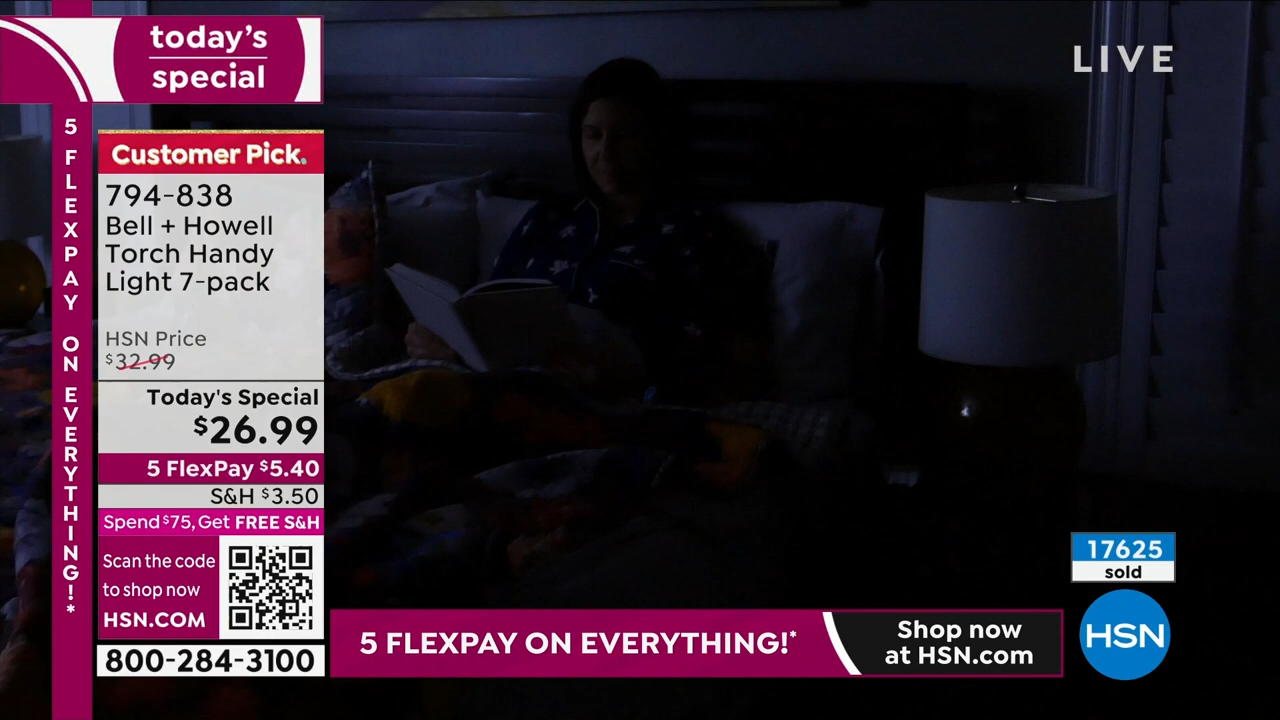 today's
special
LIVE
5 FLEXPAY ON EVERYTHING!*
Customer Pick.
794-838
Bell + Howell
Torch Handy
Light 7-pack
HSN Price
$32.99
Today's Special
$26.99
5 FlexPay $5.40
S&H $3.50
Spend $75, Get FREE S&H
Scan the code
to shop now
HSN.COM
800-284-3100
5 FLEXPAY ON EVERYTHING!*
Shop now
at HSN.com
17625
sold
HSN